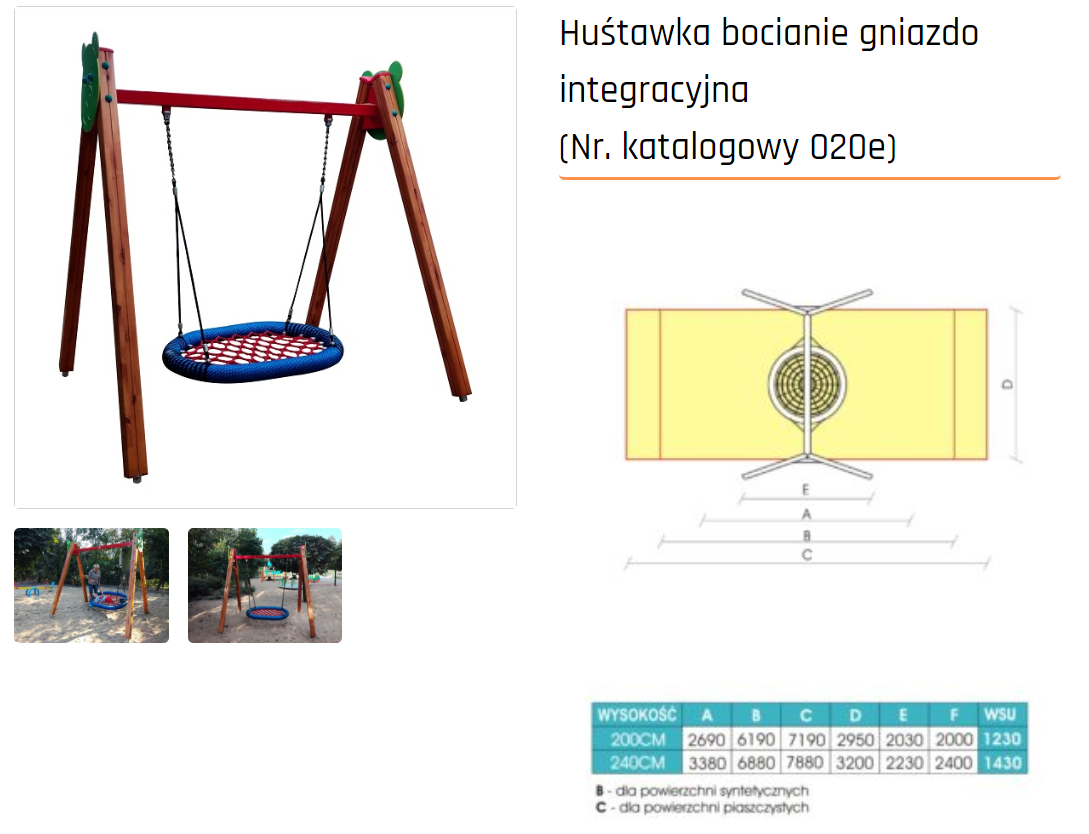 Huśtawka bocianie gniazdo
integracyjna
(Nr. katalogowy 020e)
D
E
A
B
C
WYSOKOŚĆ A B C D E F WSU
200CM 2690 6190 7190 2950 2030 2000 1230
240CM 3380 6880 7880 3200 2230 2400 1430
B - dla powierzchni syntetycznych
C - dla powierzchni piaszczystych